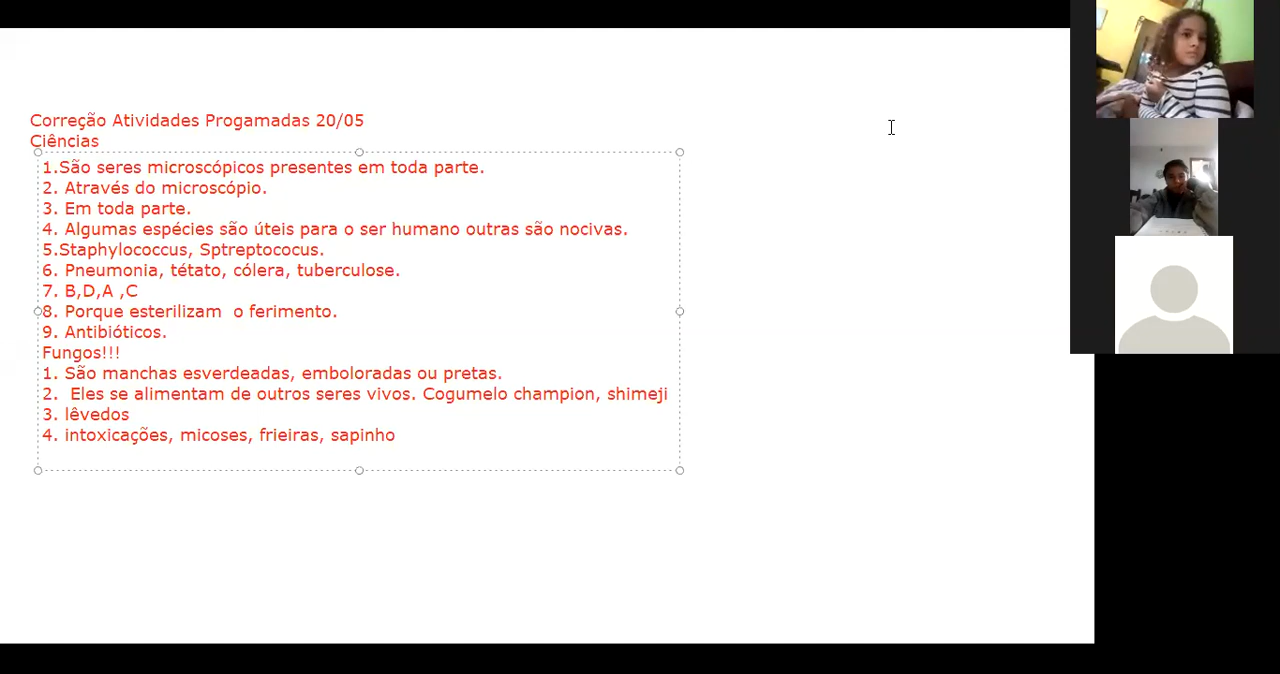 Correção Atividades Progamadas 20/05
Ciências
1.São seres microscópicos presentes em toda parte.
2. Através do microscópio.
3. Em toda parte.
4. Algumas espécies são úteis para o ser humano outras são nocivas.
5.Staphylococcus, Sptreptococus.
6. Pneumonia, tétato, cólera, tuberculose.
7. B,D,A ,C
8. Porque esterilizam  o ferimento.
9. Antibióticos.
Fungos!!!
1. São manchas esverdeadas, emboloradas ou pretas.
2.  Eles se alimentam de outros seres vivos. Cogumelo champion, shimeji
3. lêvedos
4. intoxicações, micoses, frieiras, sapinho